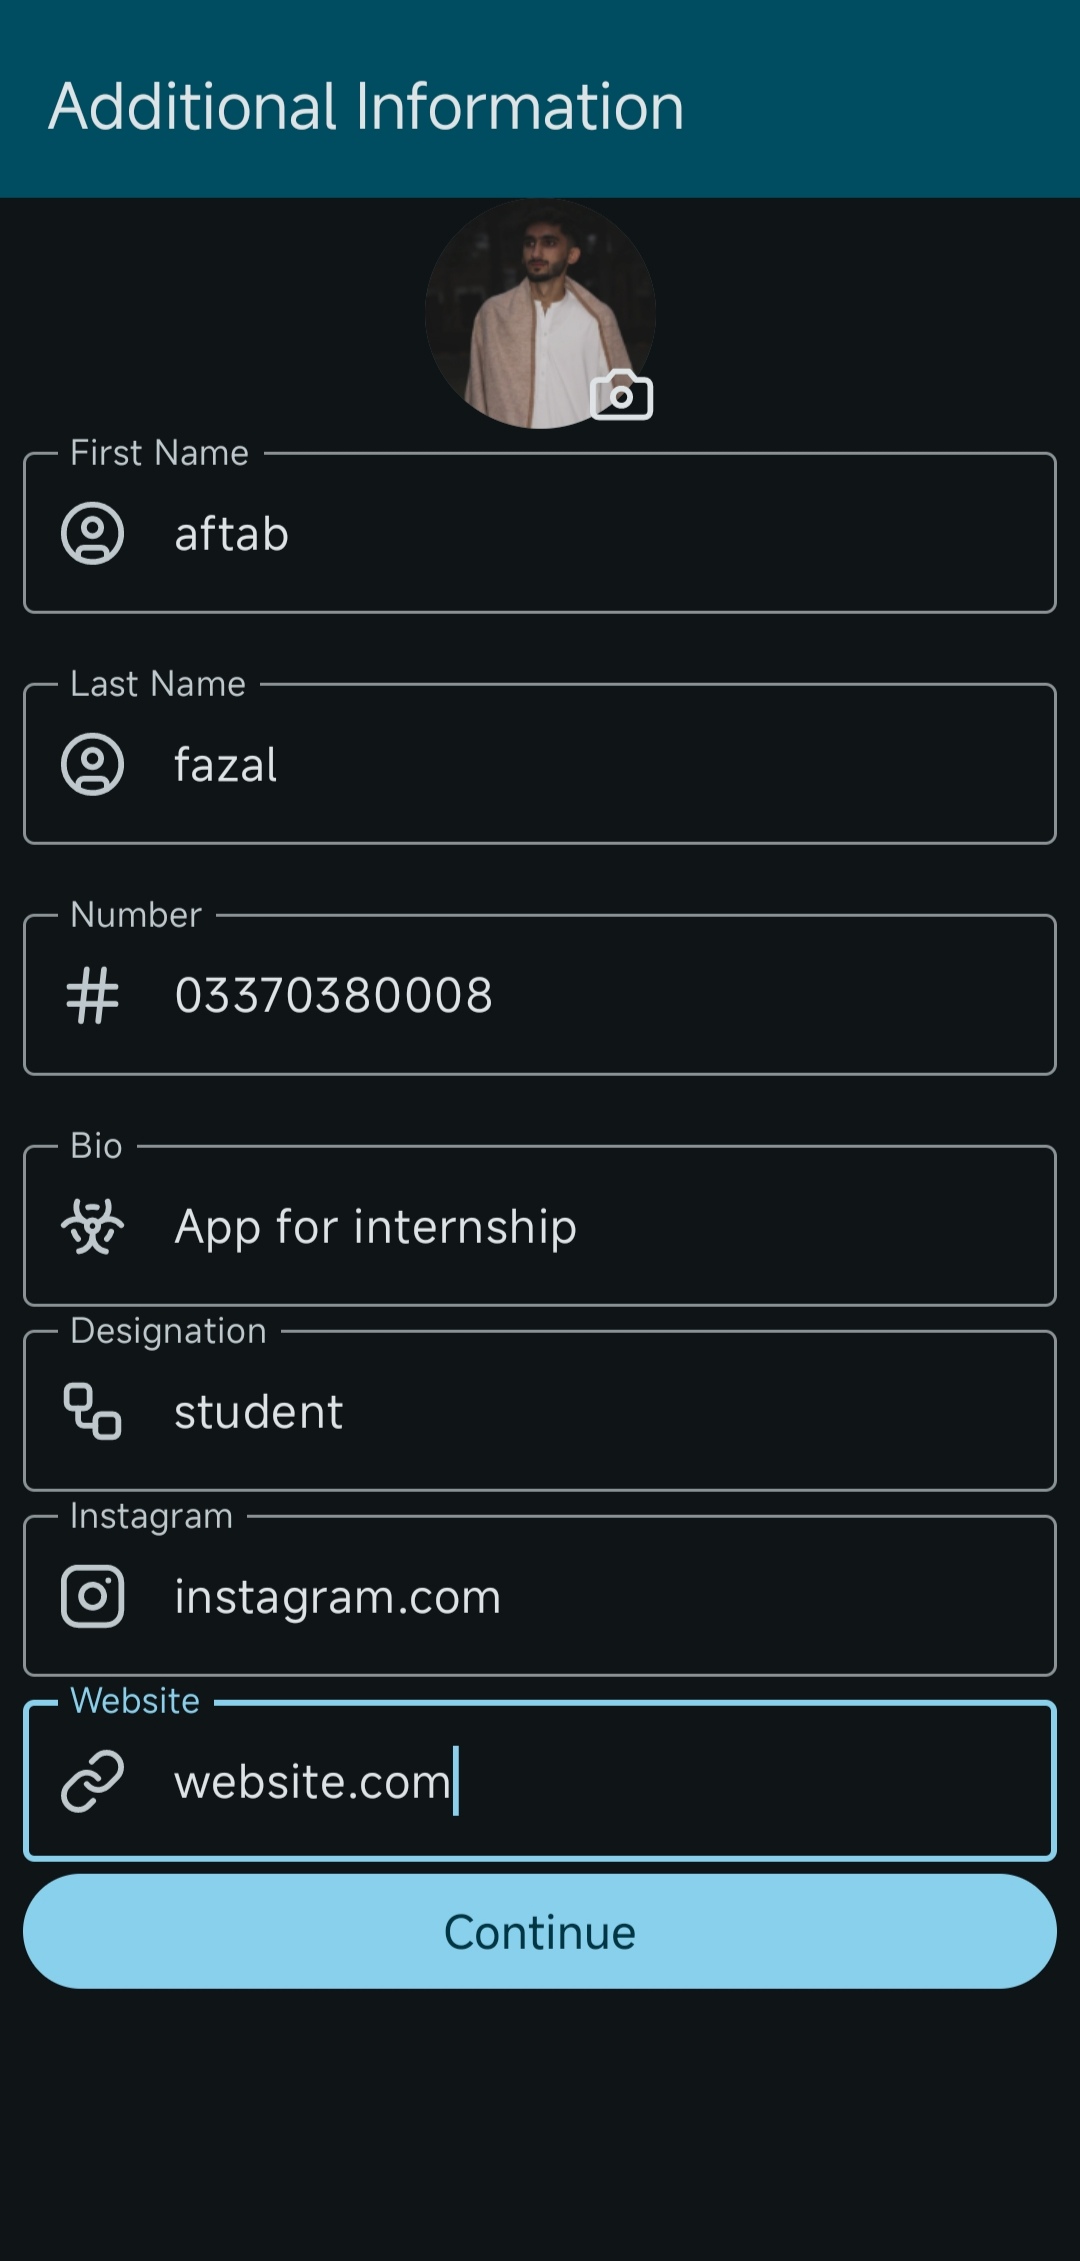 Additional Information
First Name
aftab
Last Name
fazal
Number
03370380008
Bio
App for internship
Designation
student
Instagram
instagram.com
Website
website.com
Continue